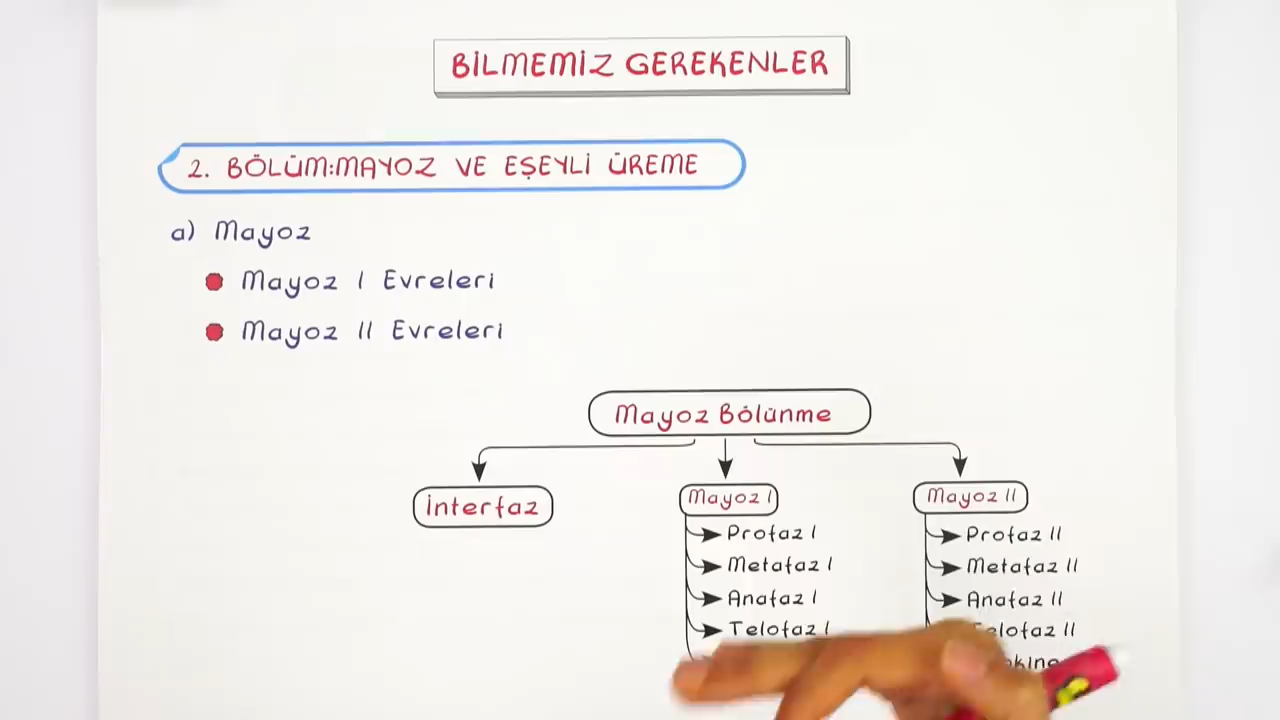 BİLMEMİZ GEREKENLER
2. BÖLÜM:MAYOZ VE EŞEYLİ ÜREME
a) Mayoz
Mayoz I Evreleri
Mayoz II Evreleri
Mayoz Bölünme
İnterfaz
Mayoz I
Mayoz II
Profaz I
Profaz II
Metafaz I
Metafaz II
Anafaz I
Anafaz II
Telofaz I
Telofaz II